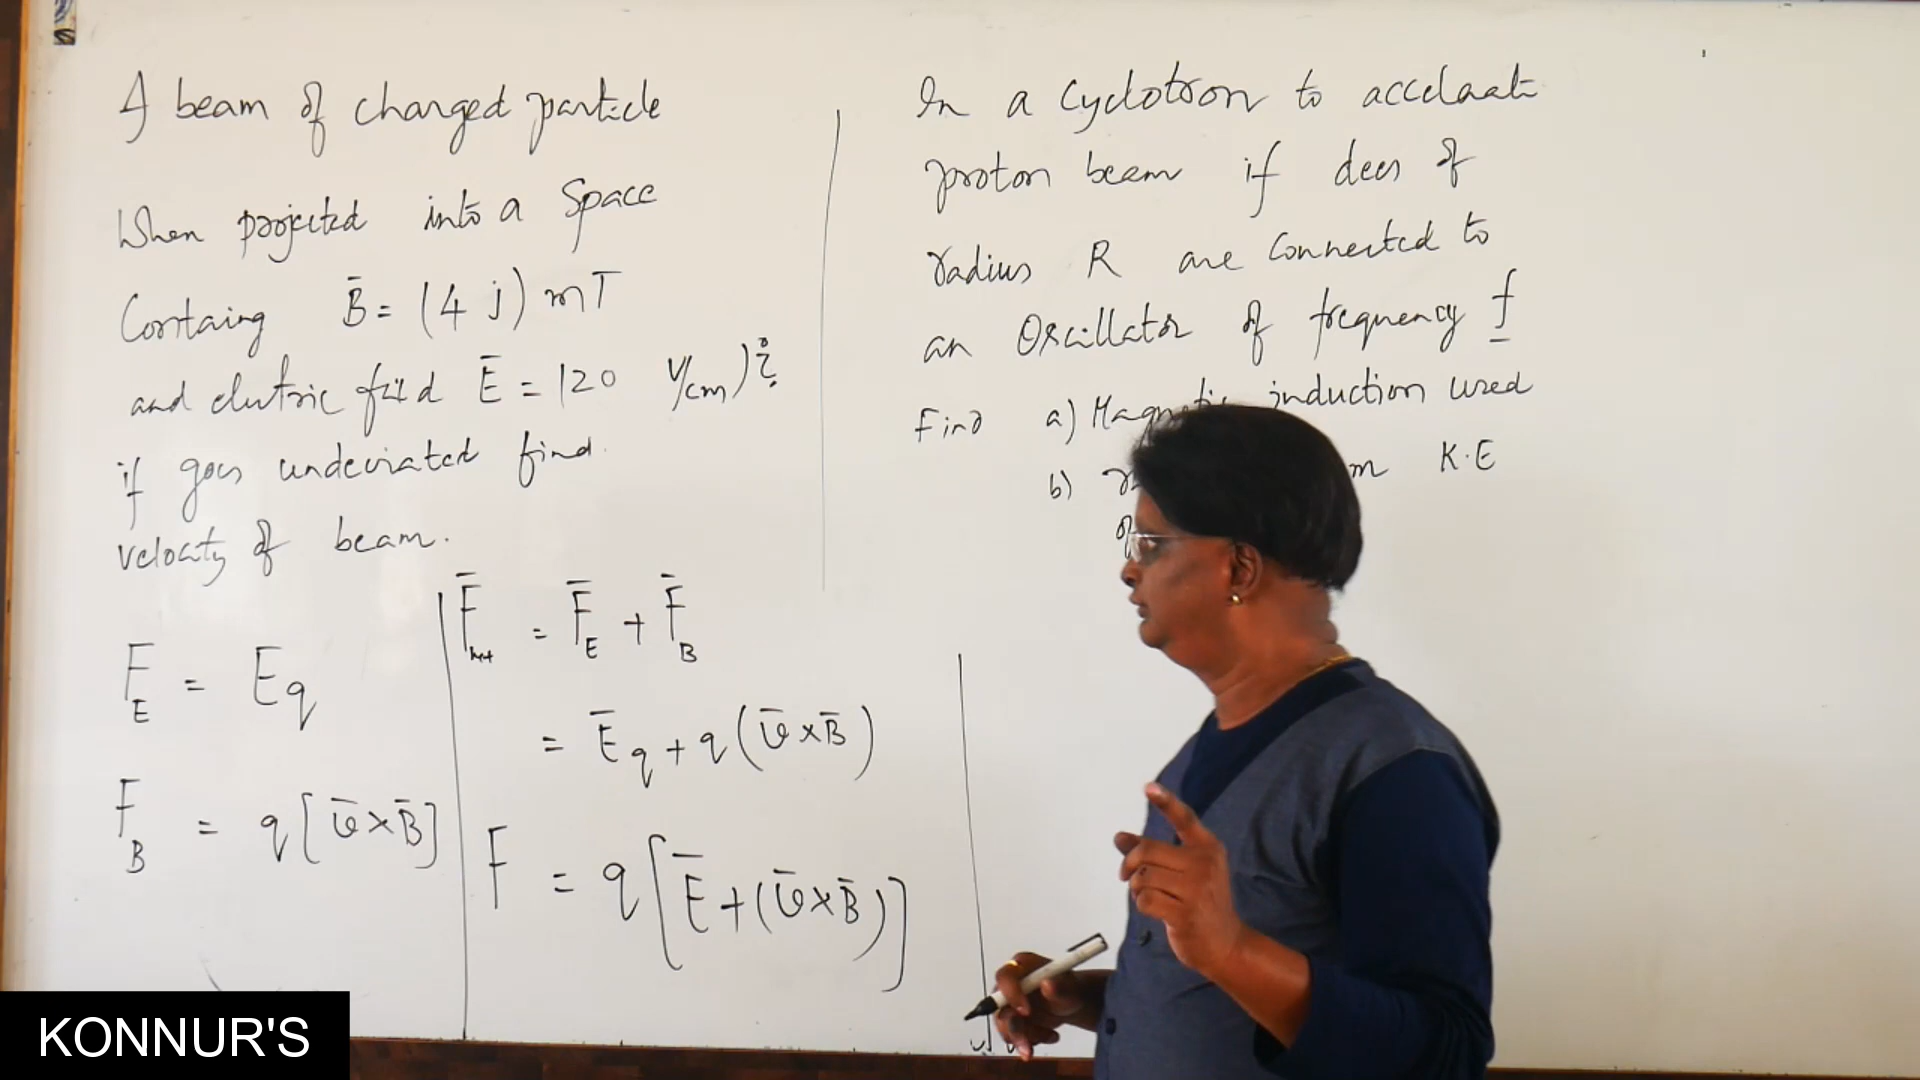 A beam of charged particle
When projected into a Space
Containg B̄ = (4 j) mT
and electric field Ē = 120 V/cm) î
if goes undeviated find.
velocity of beam.
F_E = Eq
F_B = q[v̄×B̄]
F̄_net = F̄_E + F̄_B
= Ēq + q(v̄×B̄)
F = q[Ē+(v̄×B̄)]
In a Cyclotron to accelaate
proton beam if dees of
radius R are Connected to
an Oscillator of frequency f
Find a) Magnetic induction used
b) m K.E
KONNUR'S